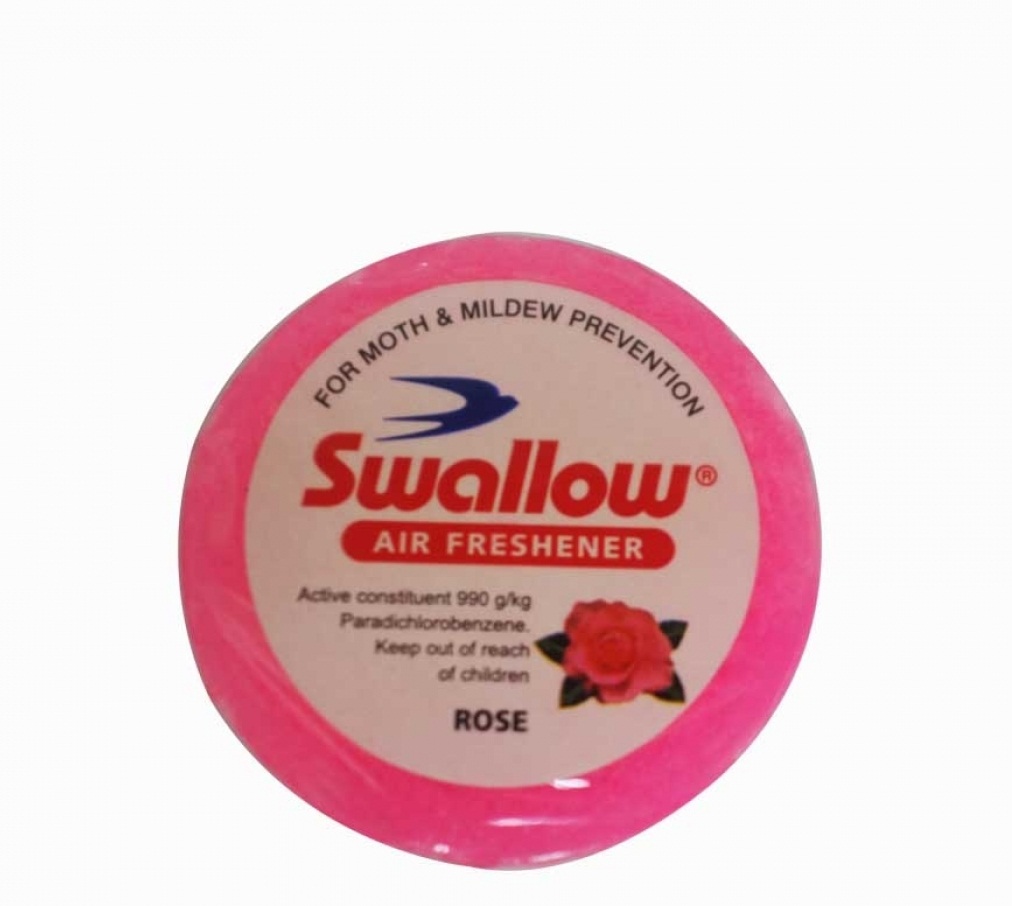 FOR MOTH & MILDEW PREVENTION
Swallow®
AIR FRESHENER
Active constituent 990 g/kg
Paradichlorobenzene.
Keep out of reach
of children
ROSE